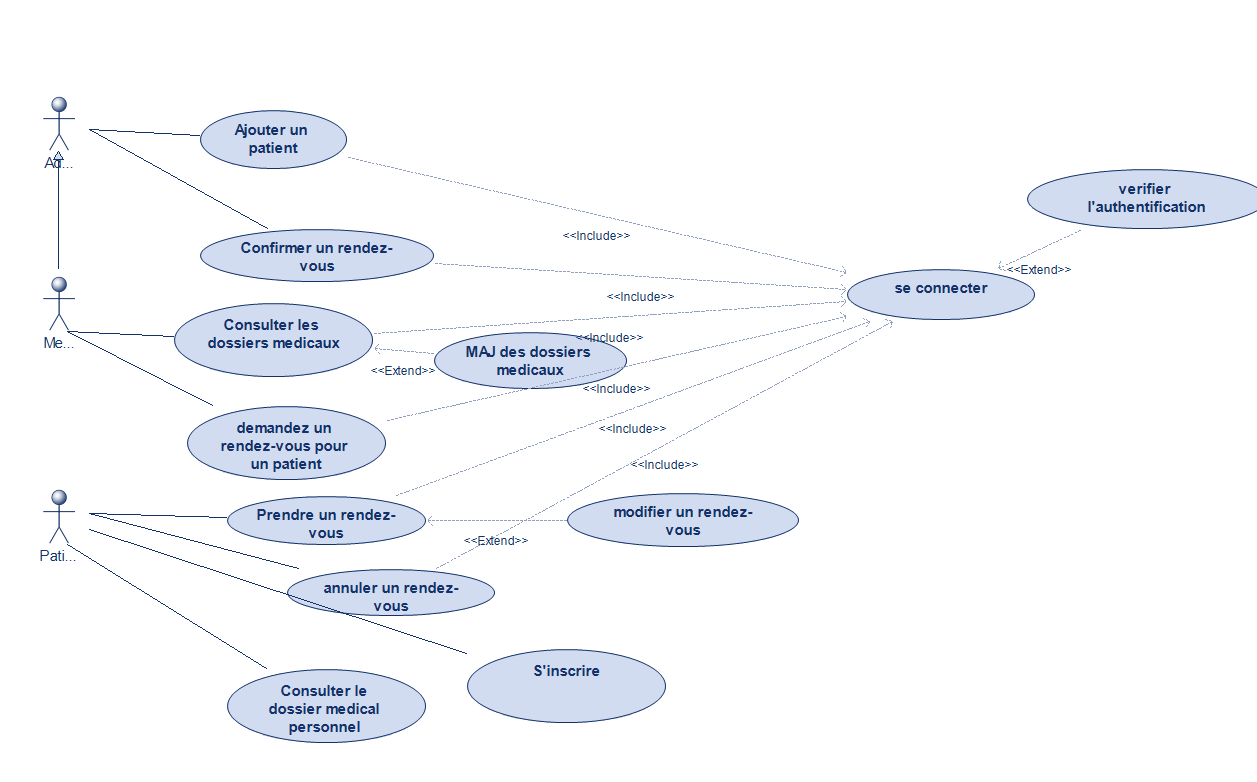 Ajouter un
patient
Ad...
verifier
l'authentification
<<Include>>
Confirmer un rendez-
vous
<<Extend>>
se connecter
<<Include>>
Consulter les
dossiers medicaux
<<Include>>
Me...
MAJ des dossiers
medicaux
<<Extend>>
<<Include>>
demandez un
rendez-vous pour
un patient
<<Include>>
<<Include>>
Prendre un rendez-
vous
modifier un rendez-
vous
<<Extend>>
Pati...
annuler un rendez-
vous
S'inscrire
Consulter le
dossier medical
personnel